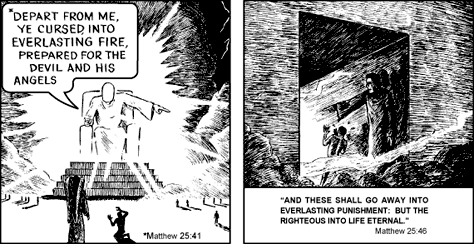 *DEPART FROM ME,
YE CURSED, INTO
EVERLASTING FIRE,
PREPARED FOR THE
DEVIL AND HIS
ANGELS
*Matthew 25:41
"AND THESE SHALL GO AWAY INTO
EVERLASTING PUNISHMENT: BUT THE
RIGHTEOUS INTO LIFE ETERNAL."
Matthew 25:46